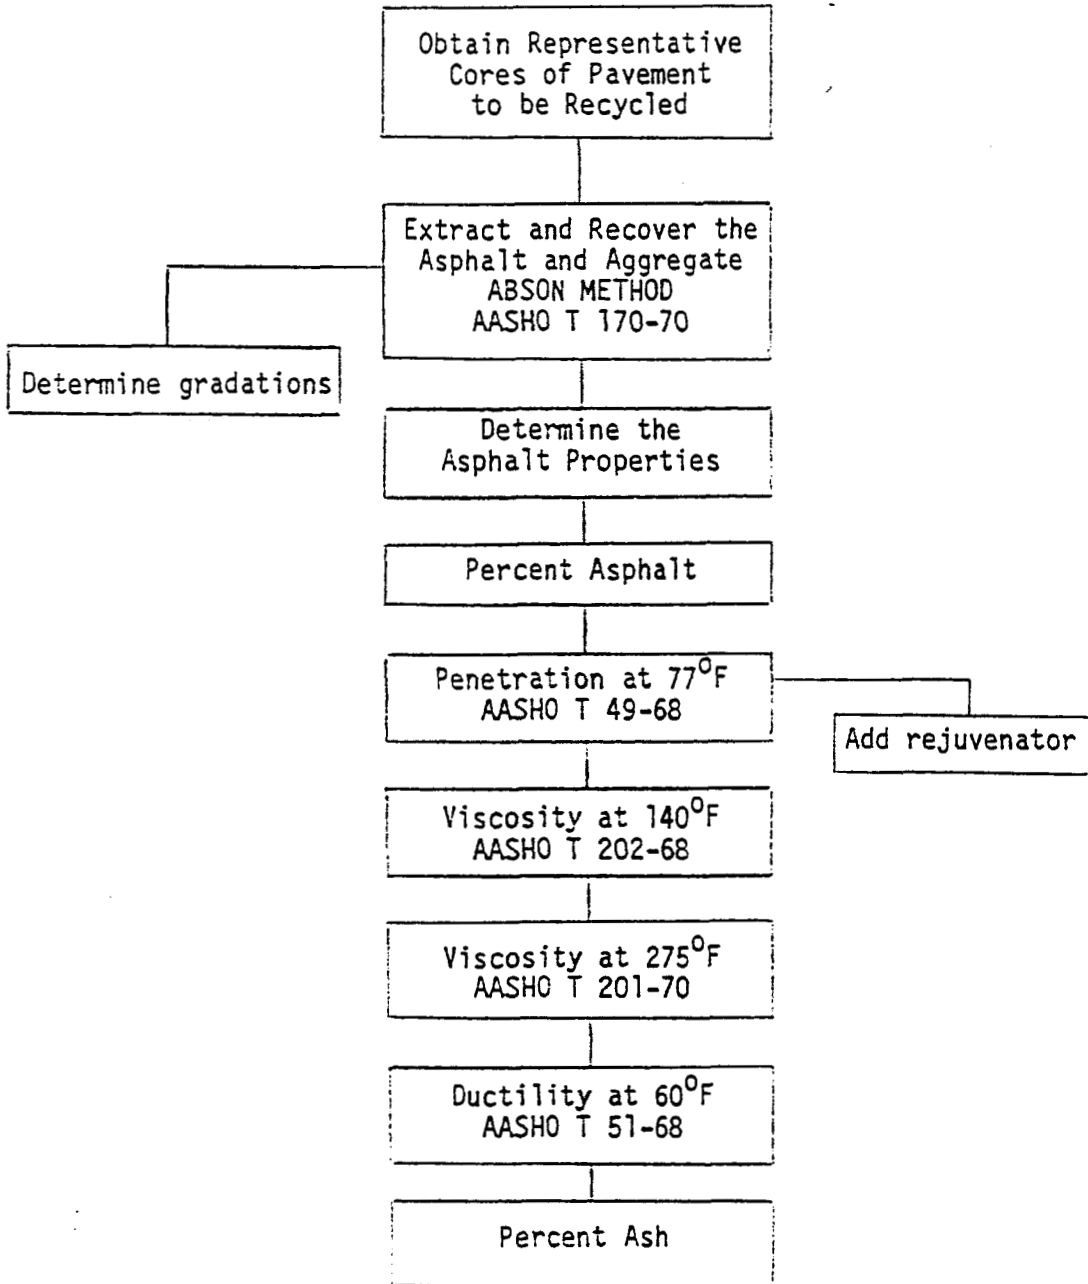 Obtain Representative
Cores of Pavement
to be Recycled
Extract and Recover the
Asphalt and Aggregate
ABSON METHOD
AASHO T 170-70
Determine gradations
Determine the
Asphalt Properties
Percent Asphalt
Penetration at 77°F
AASHO T 49-68
Add rejuvenator
Viscosity at 140°F
AASHO T 202-68
Viscosity at 275°F
AASHO T 201-70
Ductility at 60°F
AASHO T 51-68
Percent Ash